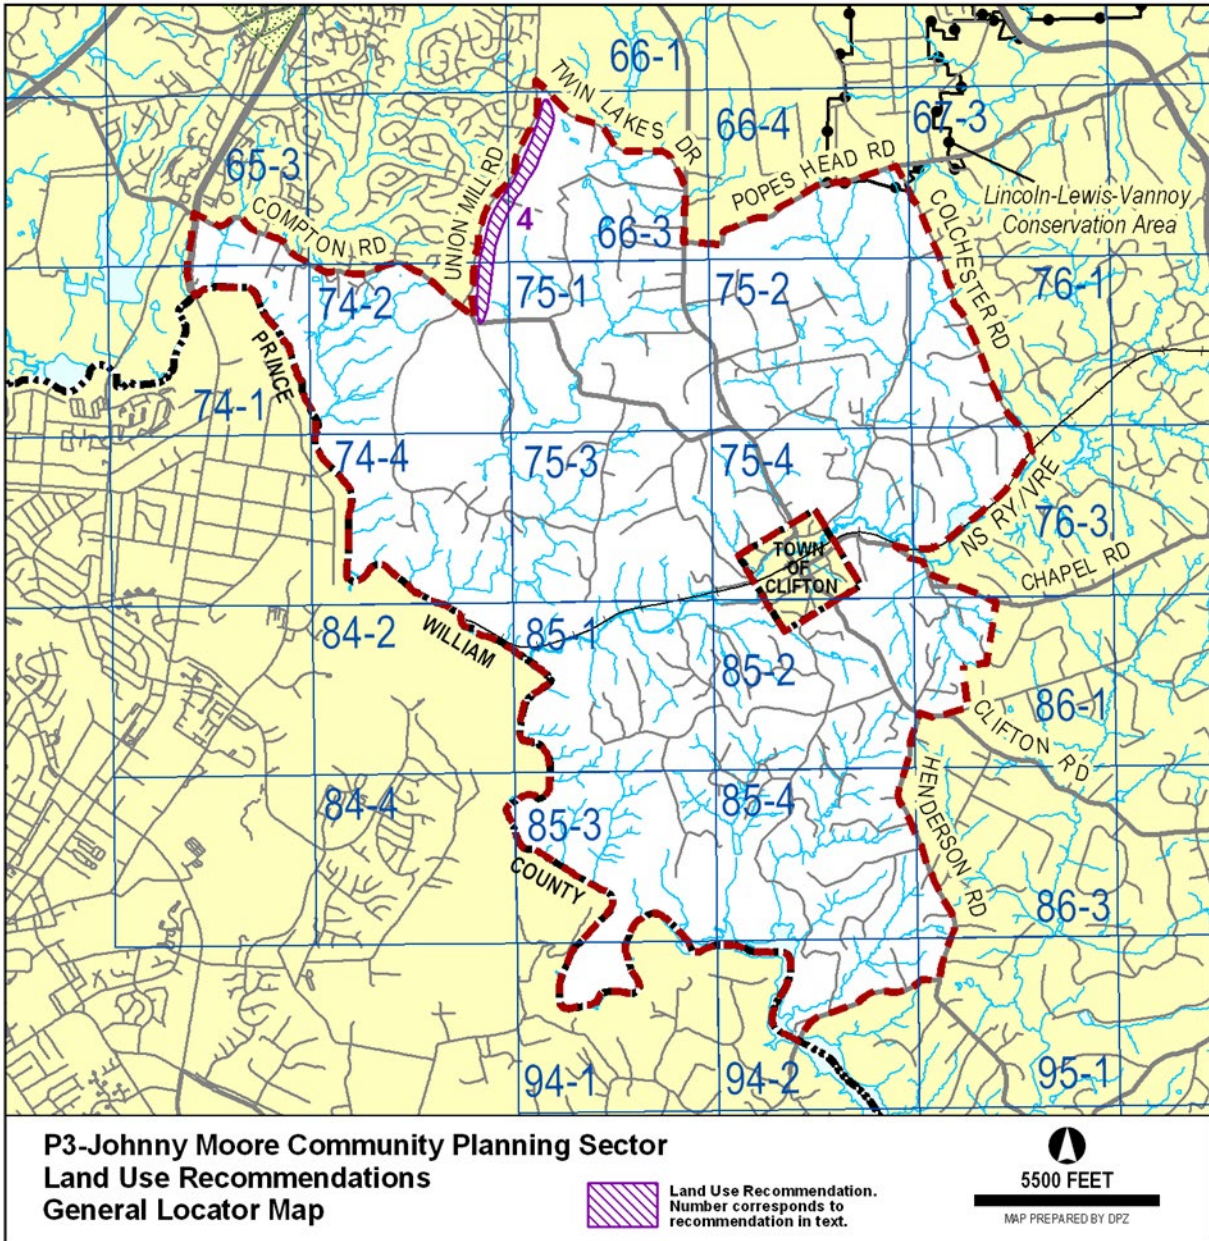 66-1
TWIN LAKES DR
66-4
67-3
65-3
UNION MILL RD
POPES HEAD RD
Lincoln-Lewis-Vannoy
Conservation Area
COMPTON RD
4
66-3
COLCHESTER RD
74-2
75-1
75-2
76-1
PRINCE
74-1
74-4
75-3
75-4
NS RY/VRE
76-3
TOWN
OF
CLIFTON
CHAPEL RD
84-2
WILLIAM
85-1
85-2
86-1
CLIFTON RD
84-4
85-3
85-4
HENDERSON RD
COUNTY
86-3
94-1
94-2
95-1
P3-Johnny Moore Community Planning Sector
Land Use Recommendations
General Locator Map
Land Use Recommendation.
Number corresponds to
recommendation in text.
5500 FEET
MAP PREPARED BY DPZ